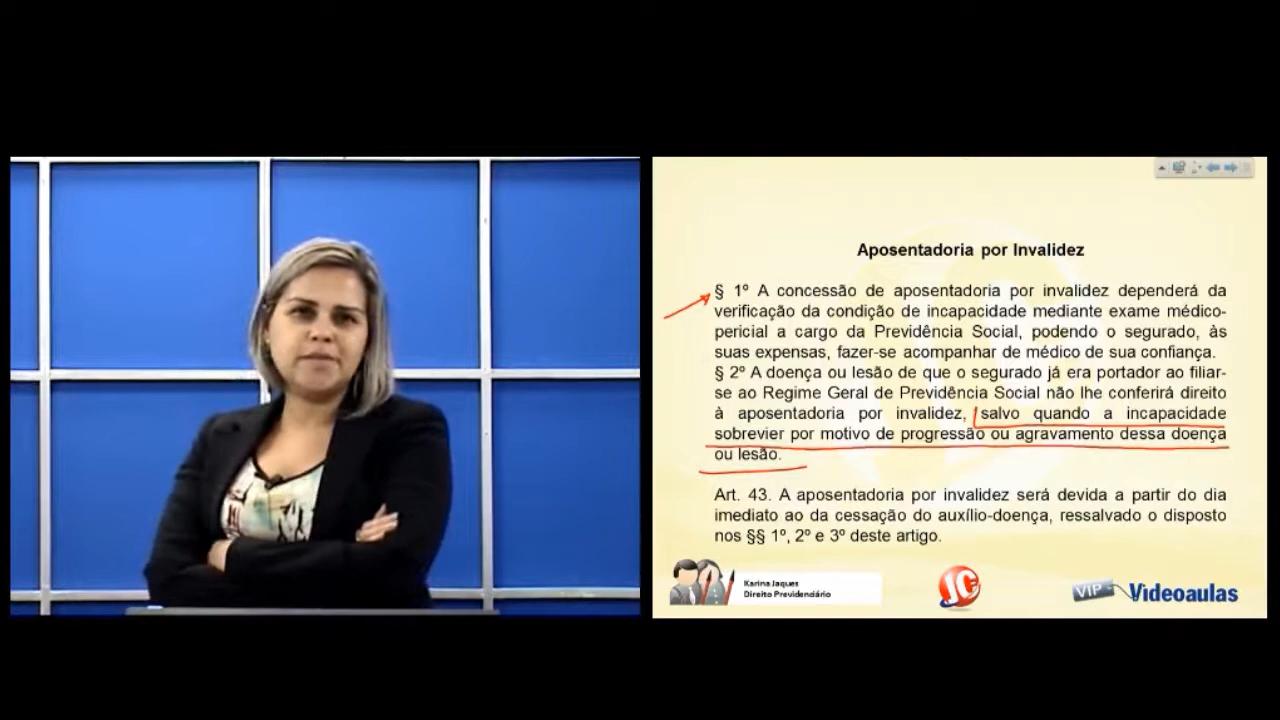 Aposentadoria por Invalidez
§ 1º A concessão de aposentadoria por invalidez dependerá da
verificação da condição de incapacidade mediante exame médico-
pericial a cargo da Previdência Social, podendo o segurado, às
suas expensas, fazer-se acompanhar de médico de sua confiança.
§ 2º A doença ou lesão de que o segurado já era portador ao filiar-
se ao Regime Geral de Previdência Social não lhe conferirá direito
à aposentadoria por invalidez, salvo quando a incapacidade
sobrevier por motivo de progressão ou agravamento dessa doença
ou lesão.
Art. 43. A aposentadoria por invalidez será devida a partir do dia
imediato ao da cessação do auxílio-doença, ressalvado o disposto
nos §§ 1º, 2º e 3º deste artigo.
Karina Jaques
Direito Previdenciário
JC
VIP Videoaulas